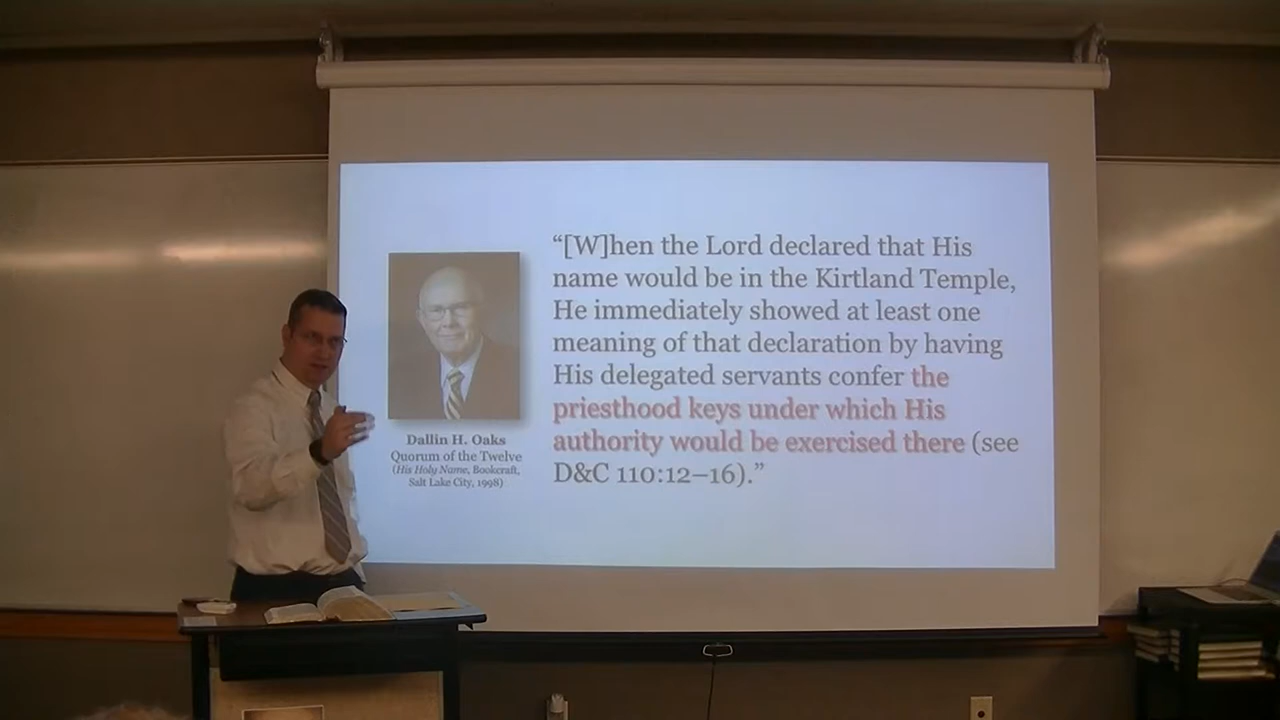 “[W]hen the Lord declared that His
name would be in the Kirtland Temple,
He immediately showed at least one
meaning of that declaration by having
His delegated servants confer the
priesthood keys under which His
authority would be exercised there (see
D&C 110:12–16).”
Dallin H. Oaks
Quorum of the Twelve
(His Holy Name, Bookcraft,
Salt Lake City, 1998)